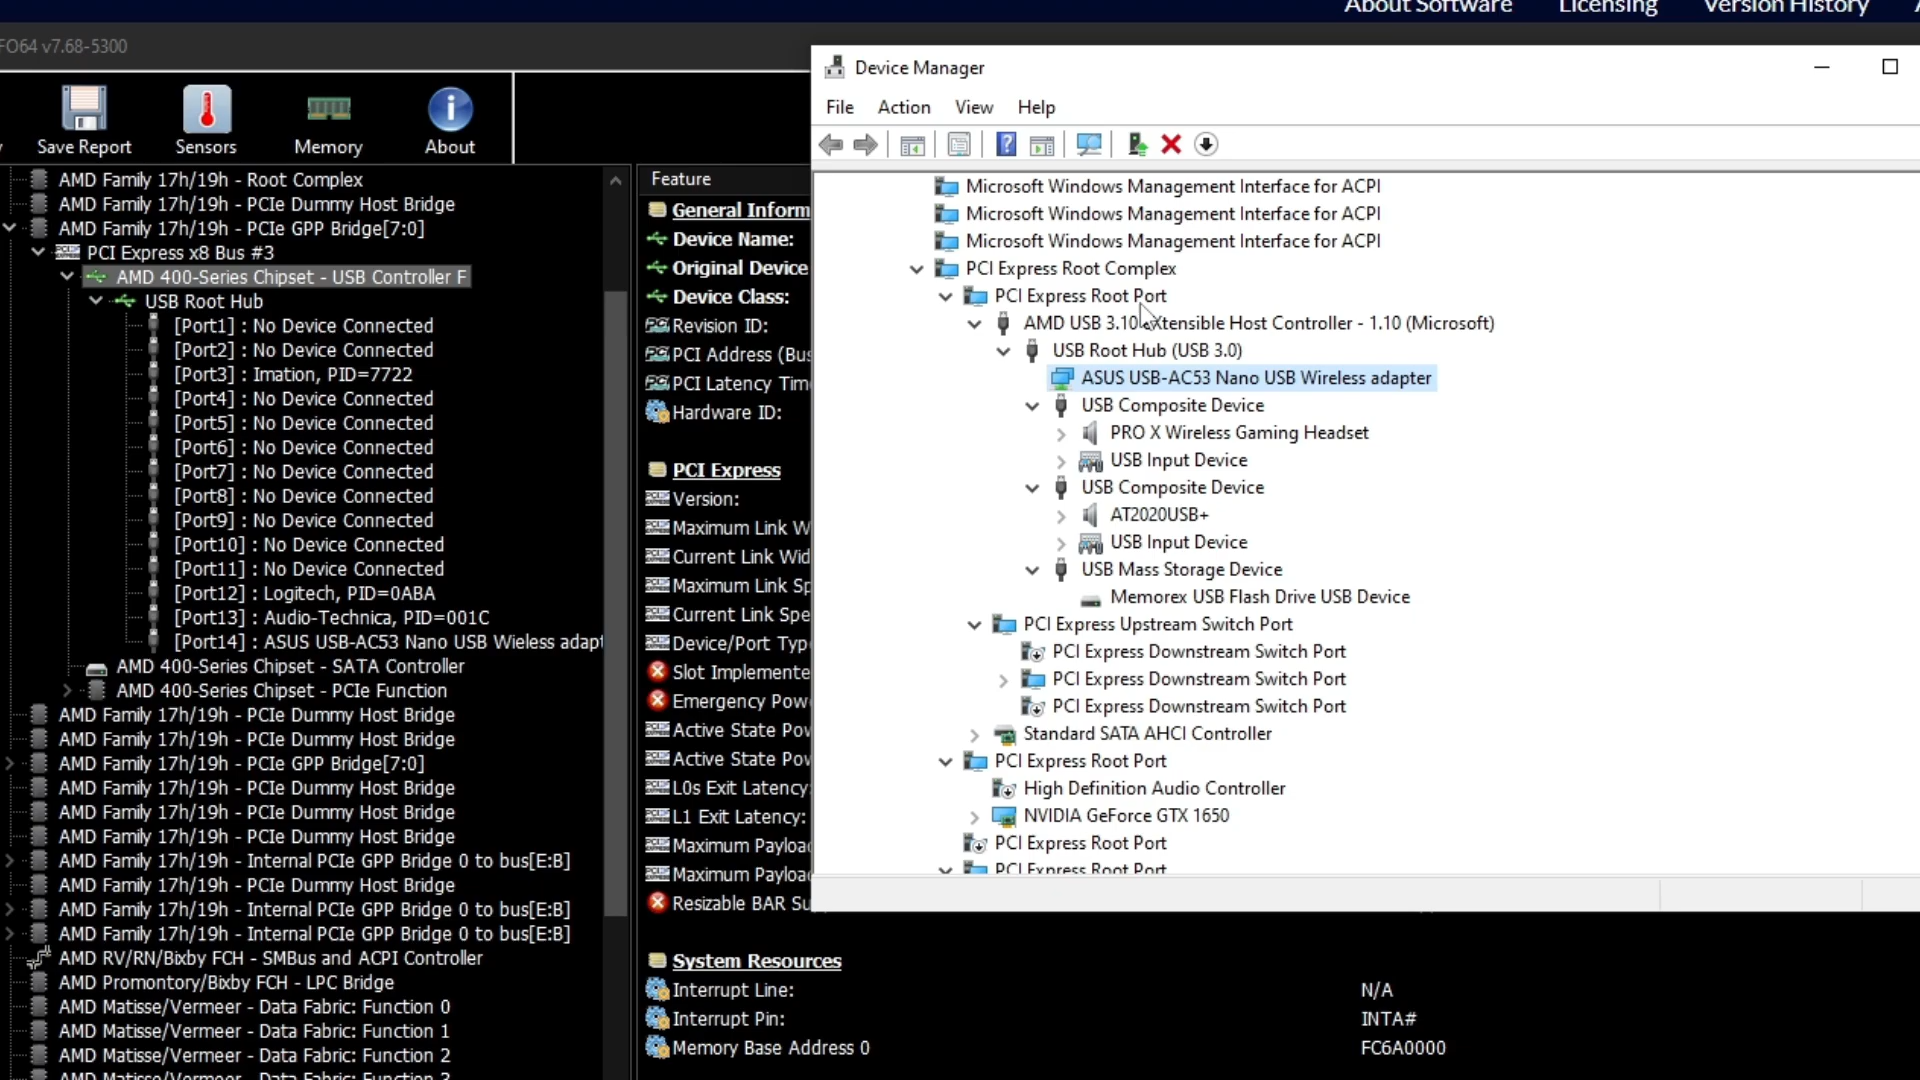 About Software Licensing Version History
FO64 v7.68-5300
Save Report Sensors Memory About
AMD Family 17h/19h - Root Complex
AMD Family 17h/19h - PCIe Dummy Host Bridge
AMD Family 17h/19h - PCIe GPP Bridge[7:0]
PCI Express x8 Bus #3
AMD 400-Series Chipset - USB Controller F
USB Root Hub
[Port1] : No Device Connected
[Port2] : No Device Connected
[Port3] : Imation, PID=7722
[Port4] : No Device Connected
[Port5] : No Device Connected
[Port6] : No Device Connected
[Port7] : No Device Connected
[Port8] : No Device Connected
[Port9] : No Device Connected
[Port10] : No Device Connected
[Port11] : No Device Connected
[Port12] : Logitech, PID=0ABA
[Port13] : Audio-Technica, PID=001C
[Port14] : ASUS USB-AC53 Nano USB Wieless adapt
AMD 400-Series Chipset - SATA Controller
AMD 400-Series Chipset - PCIe Function
AMD Family 17h/19h - PCIe Dummy Host Bridge
AMD Family 17h/19h - PCIe Dummy Host Bridge
AMD Family 17h/19h - PCIe GPP Bridge[7:0]
AMD Family 17h/19h - PCIe Dummy Host Bridge
AMD Family 17h/19h - PCIe Dummy Host Bridge
AMD Family 17h/19h - PCIe Dummy Host Bridge
AMD Family 17h/19h - Internal PCIe GPP Bridge 0 to bus[E:B]
AMD Family 17h/19h - PCIe Dummy Host Bridge
AMD Family 17h/19h - Internal PCIe GPP Bridge 0 to bus[E:B]
AMD Family 17h/19h - Internal PCIe GPP Bridge 0 to bus[E:B]
AMD RV/RN/Bixby FCH - SMBus and ACPI Controller
AMD Promontory/Bixby FCH - LPC Bridge
AMD Matisse/Vermeer - Data Fabric: Function 0
AMD Matisse/Vermeer - Data Fabric: Function 1
AMD Matisse/Vermeer - Data Fabric: Function 2
AMD Matisse/Vermeer - Data Fabric: Function 3
Feature
General Inform
Device Name:
Original Device
Device Class:
Revision ID:
PCI Address (Bus
PCI Latency Tim
Hardware ID:
PCI Express
Version:
Maximum Link W
Current Link Wid
Maximum Link Sp
Current Link Spe
Device/Port Typ
Slot Implemente
Emergency Pow
Active State Pow
Active State Pow
L0s Exit Latency:
L1 Exit Latency:
Maximum Payloa
Maximum Payloa
Resizable BAR Su
System Resources
Interrupt Line: N/A
Interrupt Pin: INTA#
Memory Base Address 0 FC6A0000
Device Manager
File Action View Help
Microsoft Windows Management Interface for ACPI
Microsoft Windows Management Interface for ACPI
Microsoft Windows Management Interface for ACPI
PCI Express Root Complex
PCI Express Root Port
AMD USB 3.10 eXtensible Host Controller - 1.10 (Microsoft)
USB Root Hub (USB 3.0)
ASUS USB-AC53 Nano USB Wireless adapter
USB Composite Device
PRO X Wireless Gaming Headset
USB Input Device
USB Composite Device
AT2020USB+
USB Input Device
USB Mass Storage Device
Memorex USB Flash Drive USB Device
PCI Express Upstream Switch Port
PCI Express Downstream Switch Port
PCI Express Downstream Switch Port
PCI Express Downstream Switch Port
Standard SATA AHCI Controller
PCI Express Root Port
High Definition Audio Controller
NVIDIA GeForce GTX 1650
PCI Express Root Port
PCI Express Root Port